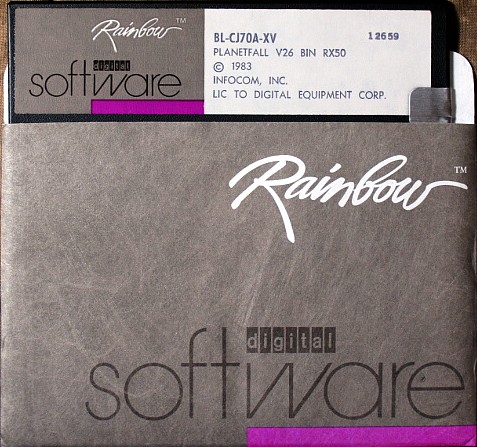 Rainbow™
digital
software
BL-CJ70A-XV 12659
PLANETFALL V26 BIN RX50
© 1983
INFOCOM, INC.
LIC TO DIGITAL EQUIPMENT CORP.
Rainbow™
digital
software